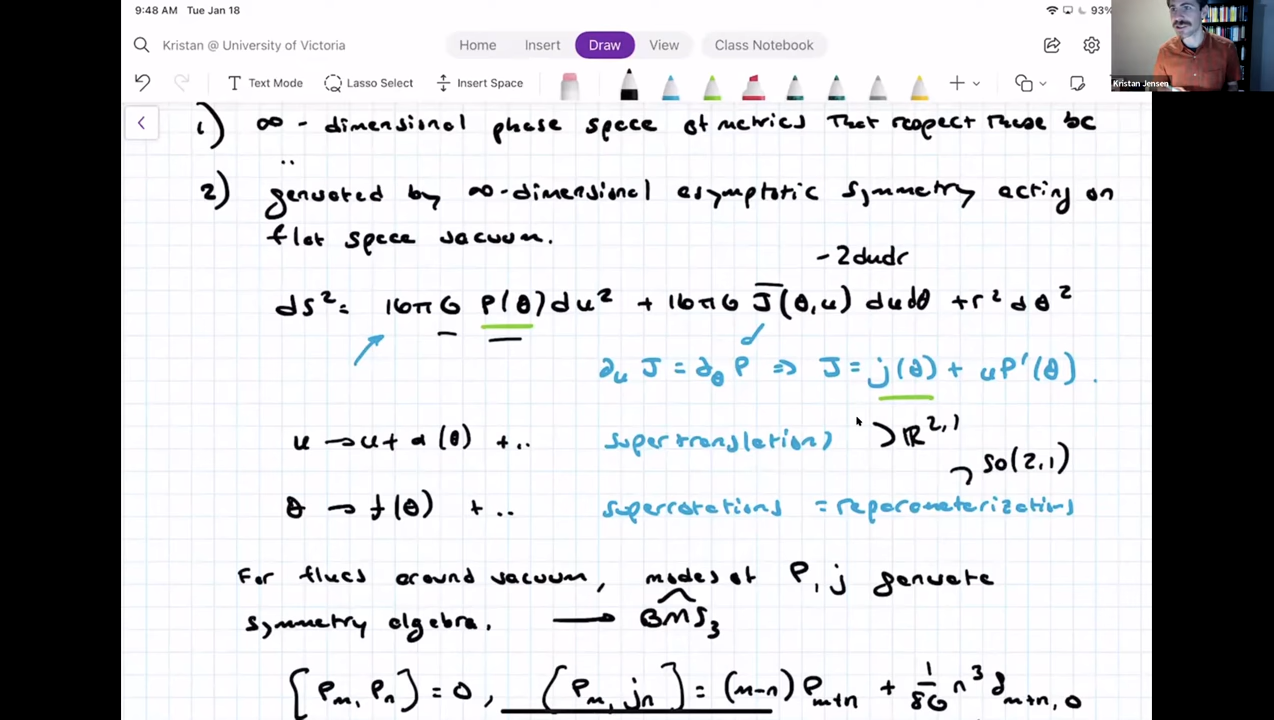 9:48 AM Tue Jan 18
93%
Kristan @ University of Victoria
Home Insert Draw View Class Notebook
Text Mode Lasso Select Insert Space
Kristan Jensen
1) ∞ - dimensional phase space of metrics that respect these bc
2) generated by ∞-dimensional asymptotic symmetry acting on
flat space vacuum.
- 2dudr
ds² = 16πG P(θ)du² + 16πG J(θ,u) dudθ + r² dθ²
∂u J = ∂θ P ⇒ J = j(θ) + uP'(θ) .
u → u + α(θ) + .. supertranslations ⊃ ℝ^2,1
⊃ so(2,1)
θ → f(θ) + .. superrotations = reparameterizations
For flucs around vacuum, modes of P, j generate
symmetry algebra. → BMS₃
[Pm, Pn] = 0, [Pm, jn] = (m-n) Pm+n + 1/8G n³ δm+n, 0